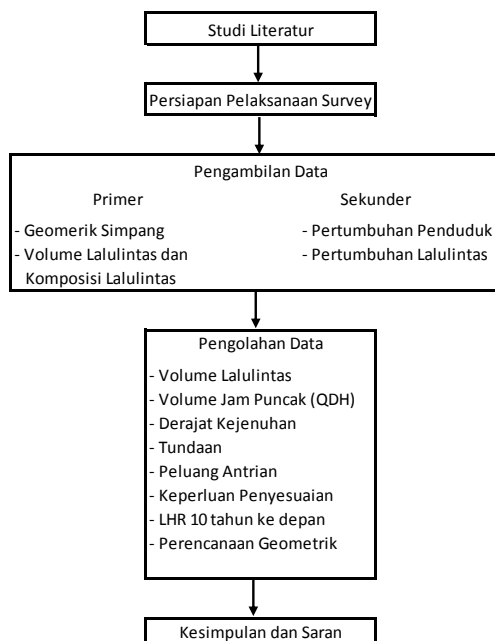 Studi Literatur
Persiapan Pelaksanaan Survey
Pengambilan Data
Primer
- Geomerik Simpang
- Volume Lalulintas dan
Komposisi Lalulintas
Sekunder
- Pertumbuhan Penduduk
- Pertumbuhan Lalulintas
Pengolahan Data
- Volume Lalulintas
- Volume Jam Puncak (QDH)
- Derajat Kejenuhan
- Tundaan
- Peluang Antrian
- Keperluan Penyesuaian
- LHR 10 tahun ke depan
- Perencanaan Geometrik
Kesimpulan dan Saran